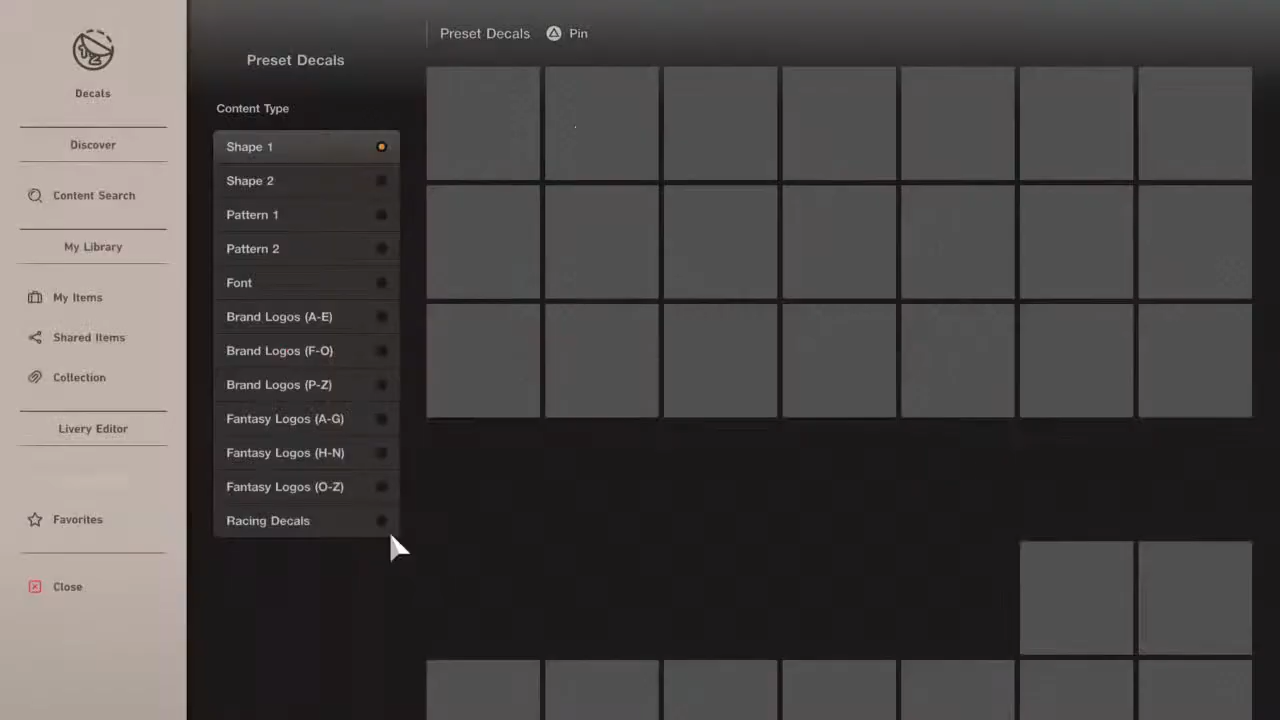 Decals
Discover
Content Search
My Library
My Items
Shared Items
Collection
Livery Editor
Favorites
Close
Preset Decals
Content Type
Shape 1
Shape 2
Pattern 1
Pattern 2
Font
Brand Logos (A-E)
Brand Logos (F-O)
Brand Logos (P-Z)
Fantasy Logos (A-G)
Fantasy Logos (H-N)
Fantasy Logos (O-Z)
Racing Decals
Preset Decals Pin